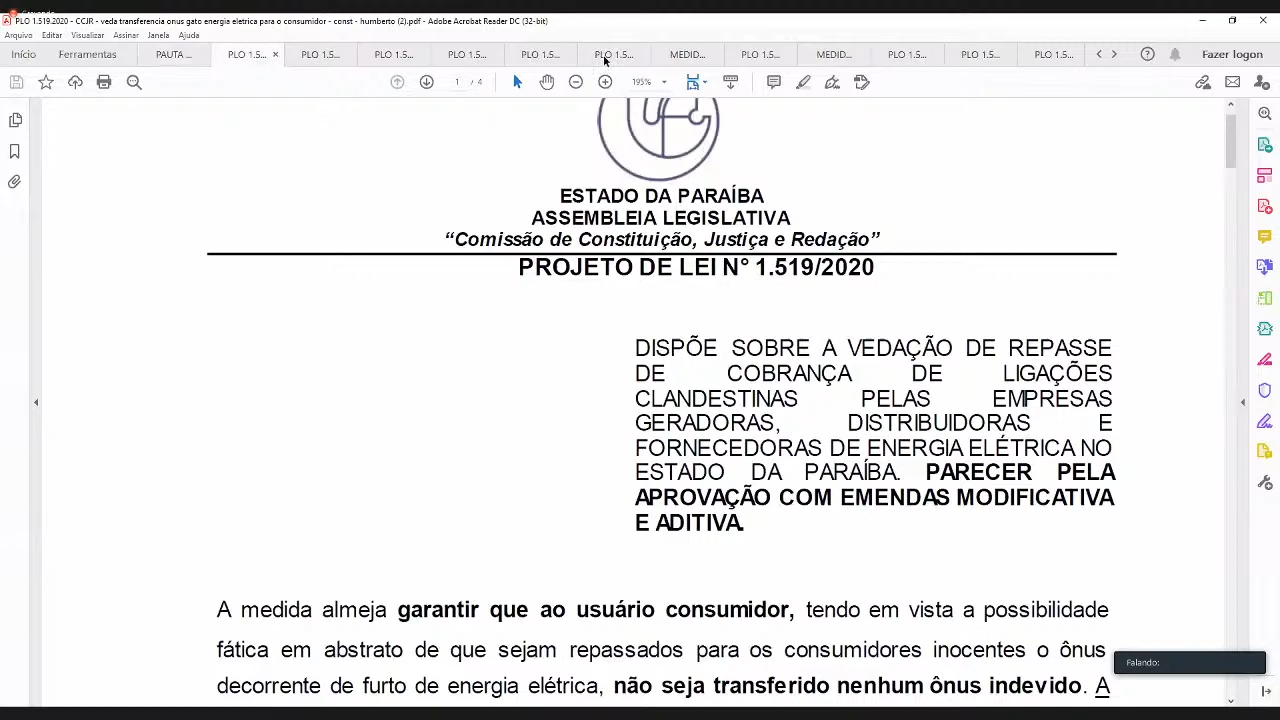 PLO 1.519.2020 - CCJR - veda transferencia onus gato energia eletrica para o consumidor - const - humberto (2).pdf - Adobe Acrobat Reader DC (32-bit)
Arquivo Editar Visualizar Assinar Janela Ajuda
Início Ferramentas PAUTA ... PLO 1.5... × PLO 1.5... PLO 1.5... PLO 1.5... PLO 1.5... PLO 1.5... MEDID... PLO 1.5... MEDID... PLO 1.5... PLO 1.5... PLO 1.5... Fazer logon
1 / 4 195%
ESTADO DA PARAÍBA
ASSEMBLEIA LEGISLATIVA
“Comissão de Constituição, Justiça e Redação”
PROJETO DE LEI N° 1.519/2020
DISPÕE SOBRE A VEDAÇÃO DE REPASSE
DE COBRANÇA DE LIGAÇÕES
CLANDESTINAS PELAS EMPRESAS
GERADORAS, DISTRIBUIDORAS E
FORNECEDORAS DE ENERGIA ELÉTRICA NO
ESTADO DA PARAÍBA. PARECER PELA
APROVAÇÃO COM EMENDAS MODIFICATIVA
E ADITIVA.
A medida almeja garantir que ao usuário consumidor, tendo em vista a possibilidade
fática em abstrato de que sejam repassados para os consumidores inocentes o ônus
decorrente de furto de energia elétrica, não seja transferido nenhum ônus indevido. A
Falando: